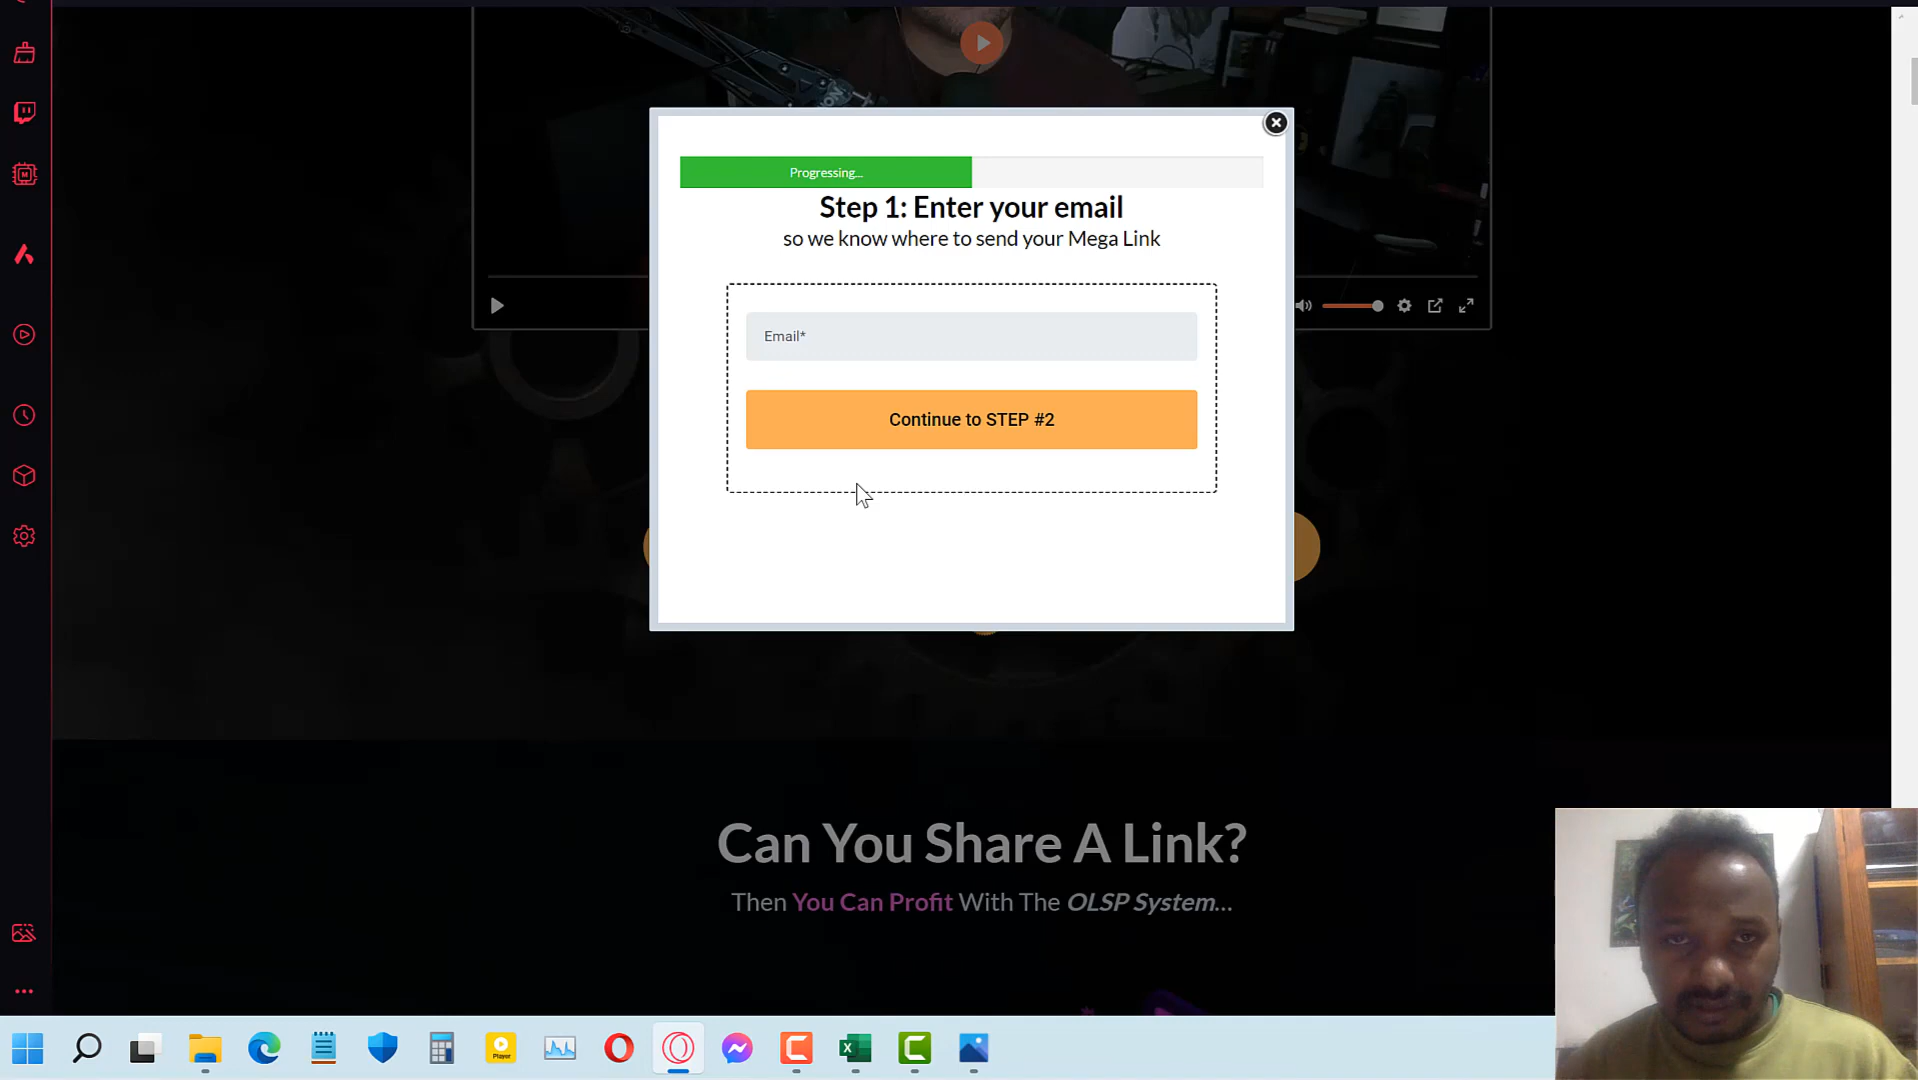 Progressing...
Step 1: Enter your email
so we know where to send your Mega Link
Email*
Continue to STEP #2
Can You Share A Link?
Then You Can Profit With The OLSP System...
Player